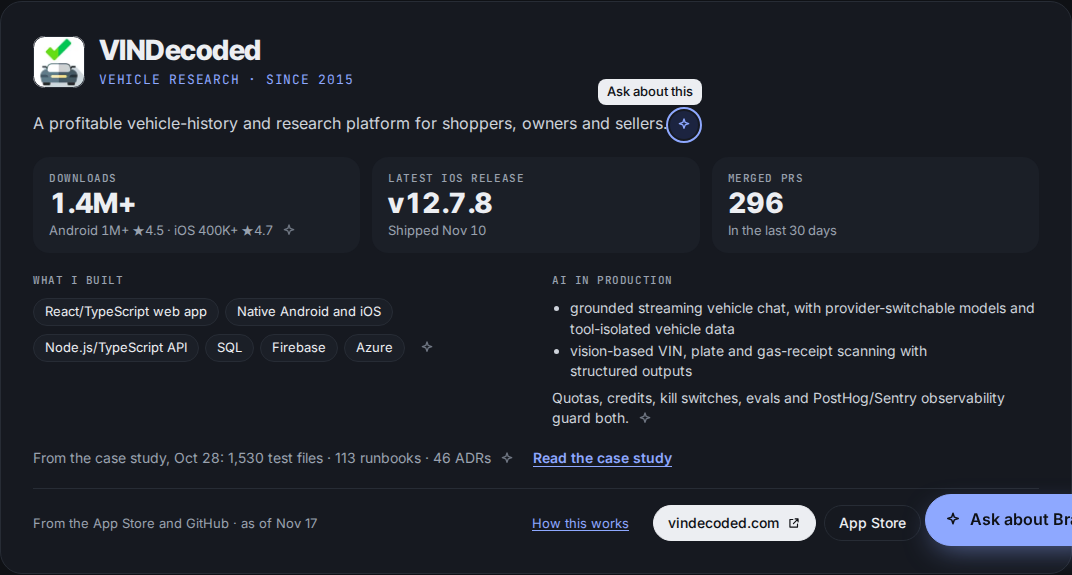 VINDecoded
VEHICLE RESEARCH · SINCE 2015
Ask about this
A profitable vehicle-history and research platform for shoppers, owners and sellers.
DOWNLOADS
1.4M+
Android 1M+ ★4.5 · iOS 400K+ ★4.7
LATEST IOS RELEASE
v12.7.8
Shipped Nov 10
MERGED PRS
296
In the last 30 days
WHAT I BUILT
React/TypeScript web app
Native Android and iOS
Node.js/TypeScript API
SQL
Firebase
Azure
AI IN PRODUCTION
• grounded streaming vehicle chat, with provider-switchable models and
tool-isolated vehicle data
• vision-based VIN, plate and gas-receipt scanning with
structured outputs
Quotas, credits, kill switches, evals and PostHog/Sentry observability
guard both.
From the case study, Oct 28: 1,530 test files · 113 runbooks · 46 ADRs
Read the case study
From the App Store and GitHub · as of Nov 17
How this works
vindecoded.com
App Store
Ask about